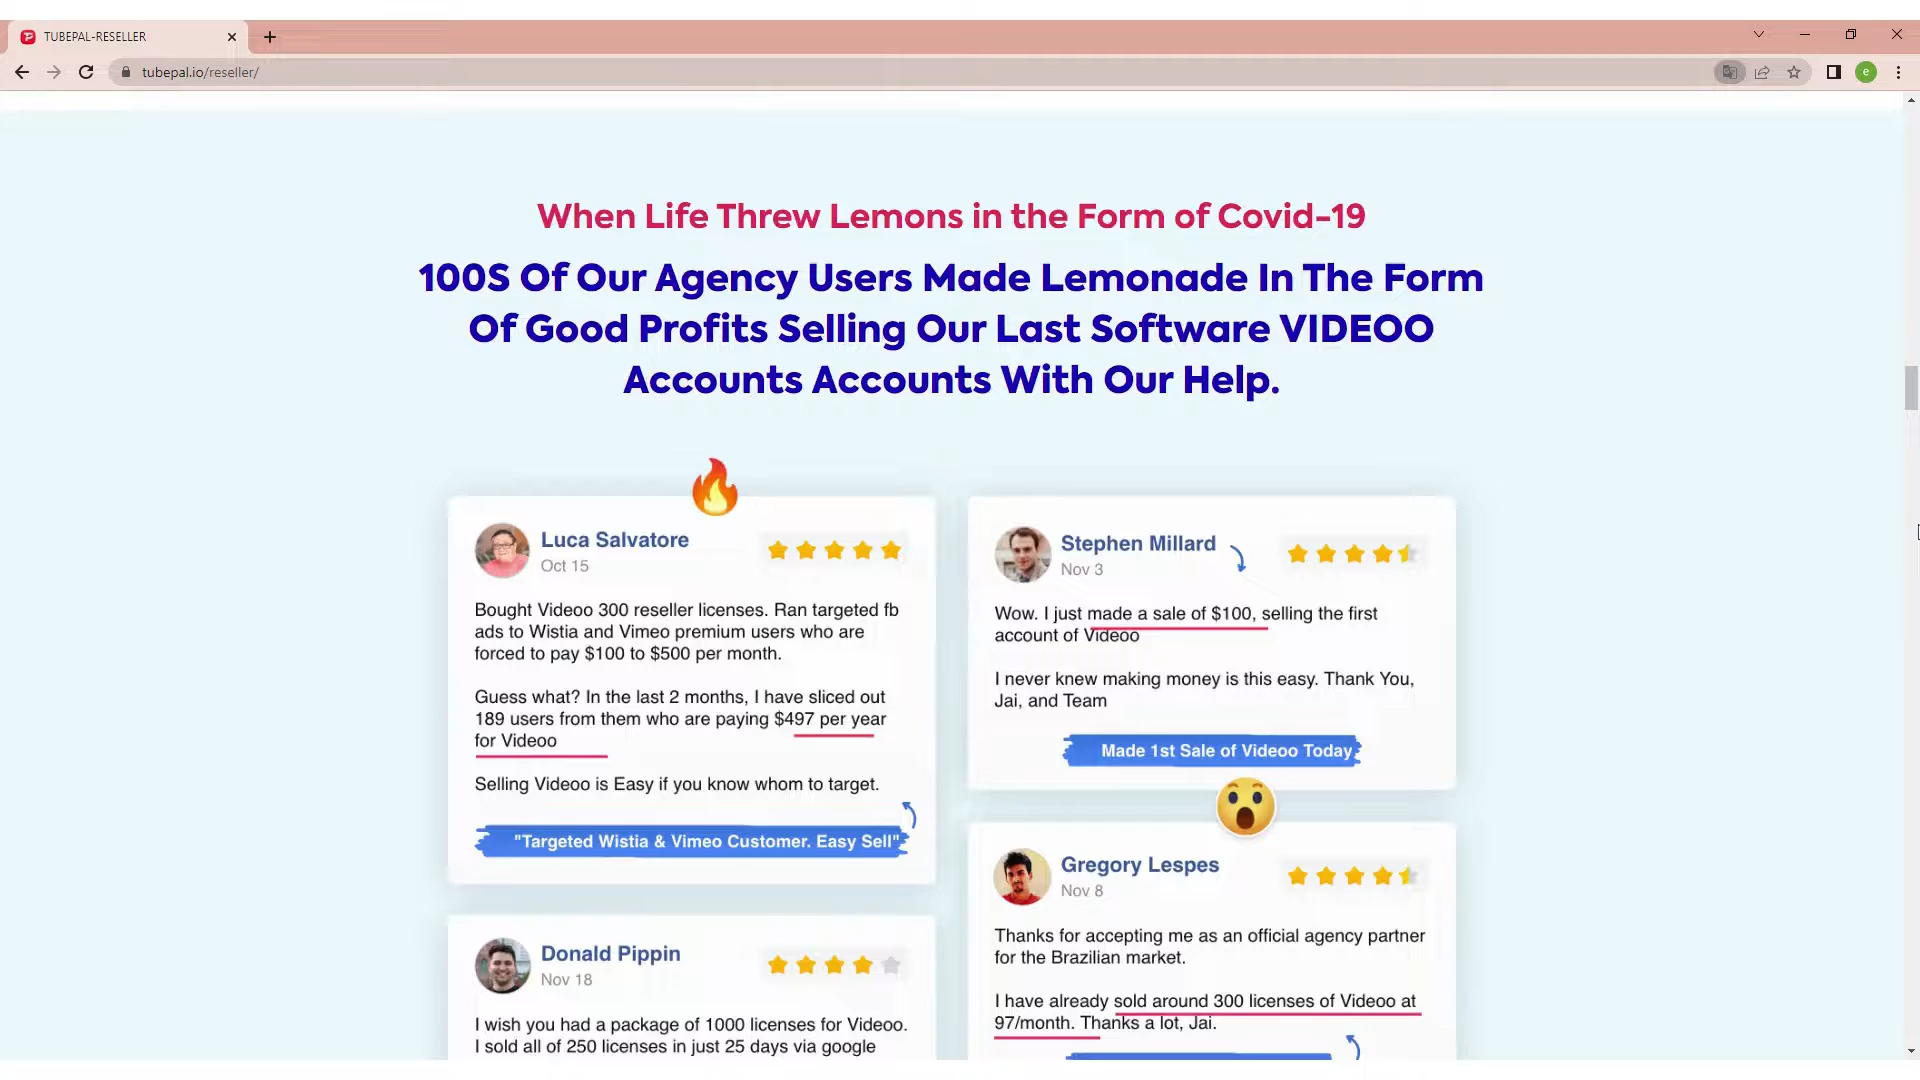 TUBEPAL-RESELLER
tubepal.io/reseller/
e
When Life Threw Lemons in the Form of Covid-19
100S Of Our Agency Users Made Lemonade In The Form
Of Good Profits Selling Our Last Software VIDEOO
Accounts Accounts With Our Help.
Luca Salvatore
Oct 15
Bought Videoo 300 reseller licenses. Ran targeted fb
ads to Wistia and Vimeo premium users who are
forced to pay $100 to $500 per month.
Guess what? In the last 2 months, I have sliced out
189 users from them who are paying $497 per year
for Videoo
Selling Videoo is Easy if you know whom to target.
"Targeted Wistia & Vimeo Customer. Easy Sell"
Donald Pippin
Nov 18
I wish you had a package of 1000 licenses for Videoo.
I sold all of 250 licenses in just 25 days via google
Stephen Millard
Nov 3
Wow. I just made a sale of $100, selling the first
account of Videoo
I never knew making money is this easy. Thank You,
Jai, and Team
Made 1st Sale of Videoo Today
Gregory Lespes
Nov 8
Thanks for accepting me as an official agency partner
for the Brazilian market.
I have already sold around 300 licenses of Videoo at
97/month. Thanks a lot, Jai.